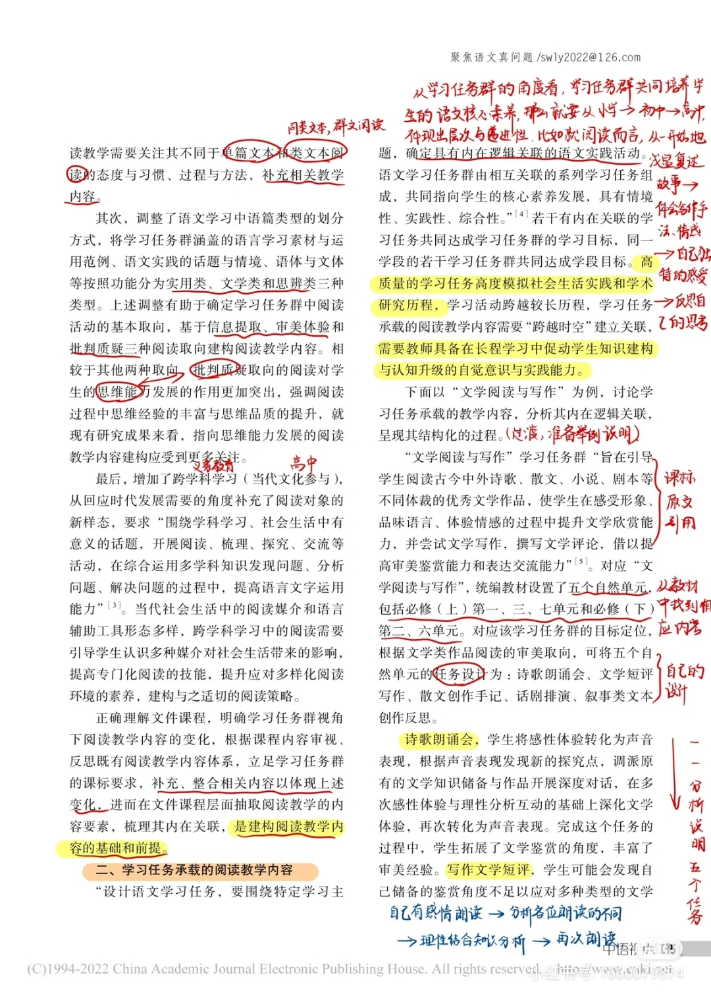 聚焦语文真问题/swly2022@126.com
从学习任务群的角度看，学习任务群共同培养学
生的语文核心素养，那么就要从小学→初中→高中，
体现出层次与递进性．比如就阅读而言，从一开始地
浅显复述
故事→
体会写作手
法、情感
→自己独
特的感受
→反思自
己的思考
同类文本，群文阅读
读教学需要关注其不同于单篇文本和类文本阅
读的态度与习惯、过程与方法，补充相关教学
内容。
其次，调整了语文学习中语篇类型的划分
方式，将学习任务群涵盖的语言学习素材与运
用范例、语文实践的话题与情境、语体与文体
等按照功能分为实用类、文学类和思辨类三种
类型。上述调整有助于确定学习任务群中阅读
活动的基本取向，基于信息提取、审美体验和
批判质疑三种阅读取向建构阅读教学内容。相
较于其他两种取向，批判质疑取向的阅读对学
生的思维能力发展的作用更加突出，强调阅读
过程中思维经验的丰富与思维品质的提升，就
现有研究成果来看，指向思维能力发展的阅读
教学内容建构应受到更多关注。
义务教育
高中
最后，增加了跨学科学习（当代文化参与），
从回应时代发展需要的角度补充了阅读对象的
新样态，要求“围绕学科学习、社会生活中有
意义的话题，开展阅读、梳理、探究、交流等
活动，在综合运用多学科知识发现问题、分析
问题、解决问题的过程中，提高语言文字运用
能力”[3]。当代社会生活中的阅读媒介和语言
辅助工具形态多样，跨学科学习中的阅读需要
引导学生认识多种媒介对社会生活带来的影响，
提高专门化阅读的技能，提升应对多样化阅读
环境的素养，建构与之适切的阅读策略。
正确理解文件课程，明确学习任务群视角
下阅读教学内容的变化，根据课程内容审视、
反思既有阅读教学内容体系，立足学习任务群
的课标要求，补充、整合相关内容以体现上述
变化，进而在文件课程层面抽取阅读教学的内
容要素，梳理其内在关联，是建构阅读教学内
容的基础和前提。
二、学习任务承载的阅读教学内容
“设计语文学习任务，要围绕特定学习主
题，确定具有内在逻辑关联的语文实践活动。
语文学习任务群由相互关联的系列学习任务组
成，共同指向学生的核心素养发展，具有情境
性、实践性、综合性。”[4]若干有内在关联的学
习任务共同达成学习任务群的学习目标，同一
学段的若干学习任务群共同达成学段目标。高
质量的学习任务高度模拟社会生活实践和学术
研究历程，学习活动跨越较长历程，学习任务
承载的阅读教学内容需要“跨越时空”建立关联，
需要教师具备在长程学习中促动学生知识建构
与认知升级的自觉意识与实践能力。
下面以“文学阅读与写作”为例，讨论学
习任务承载的教学内容，分析其内在逻辑关联，
呈现其结构化的过程。
（过渡，准备举例说明）
“文学阅读与写作”学习任务群“旨在引导
学生阅读古今中外诗歌、散文、小说、剧本等
不同体裁的优秀文学作品，使学生在感受形象、
品味语言、体验情感的过程中提升文学欣赏能
力，并尝试文学写作，撰写文学评论，借以提
高审美鉴赏能力和表达交流能力”[5]。对应“文
学阅读与写作”，统编教材设置了五个自然单元，
包括必修（上）第一、三、七单元和必修（下）
第二、六单元。对应该学习任务群的目标定位，
根据文学类作品阅读的审美取向，可将五个自
然单元的任务设计为：诗歌朗诵会、文学短评
写作、散文创作手记、话剧排演、叙事类文本
创作反思。
课标
原文
引用
从教材
中找到相
应内容
自己的
设计
诗歌朗诵会，学生将感性体验转化为声音
表现，根据声音表现发现新的探究点，调派原
有的文学知识储备与作品开展深度对话，在多
次感性体验与理性分析互动的基础上深化文学
体验，再次转化为声音表现。完成这个任务的
过程中，学生拓展了文学鉴赏的角度，丰富了
审美经验。写作文学短评，学生可能会发现自
己储备的鉴赏角度不足以应对多种类型的文学
一一分析说明五个任务
自己有感情朗读→分析各位朗读的不同
→理性结合知识分析→再次朗读
中语视点
(C)1994-2022 China Academic Journal Electronic Publishing House. All rights reserved. http://www.cnki.net
小红书号: 1660079874